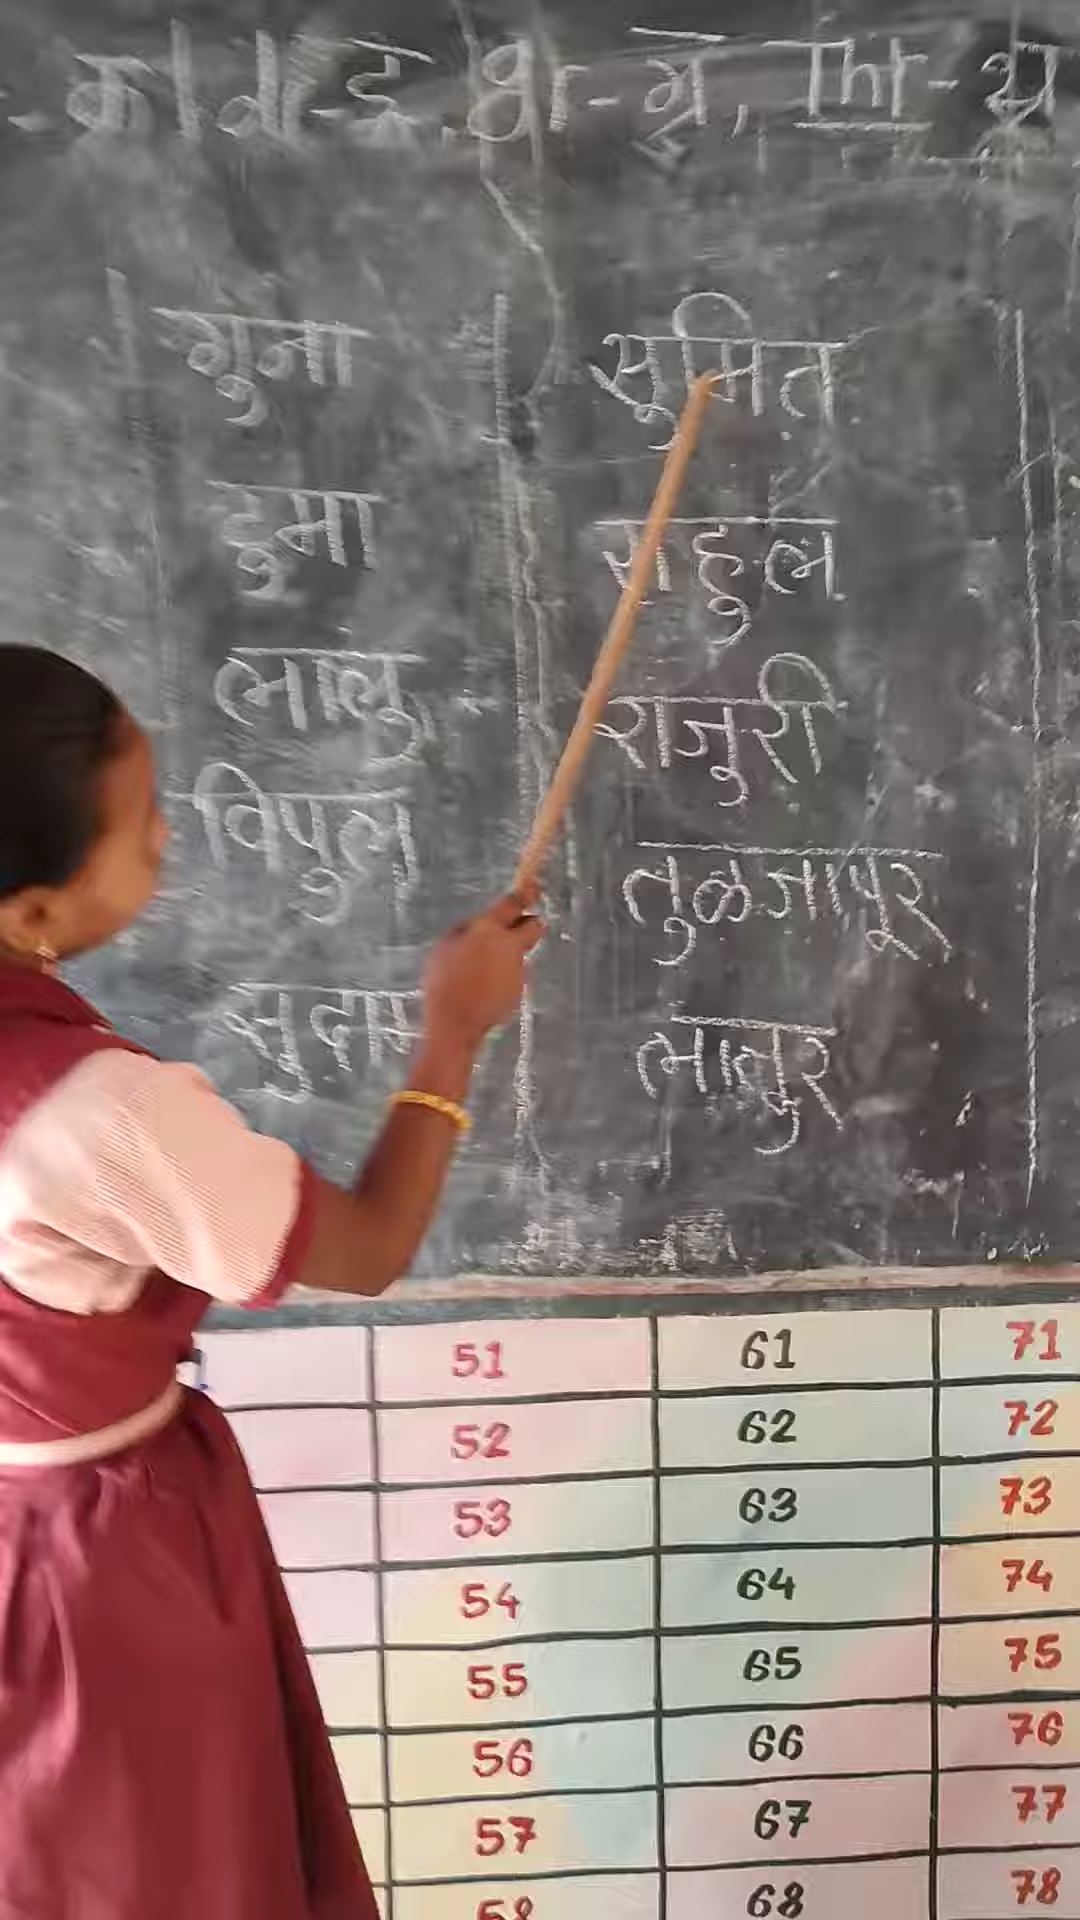 गुना सुमित
डुमा राहुल
लालु राजुरी
विपुल तुळजापूर
सुदाम लातुर
51 61 71
52 62 72
53 63 73
54 64 74
55 65 75
56 66 76
57 67 77
58 68 78